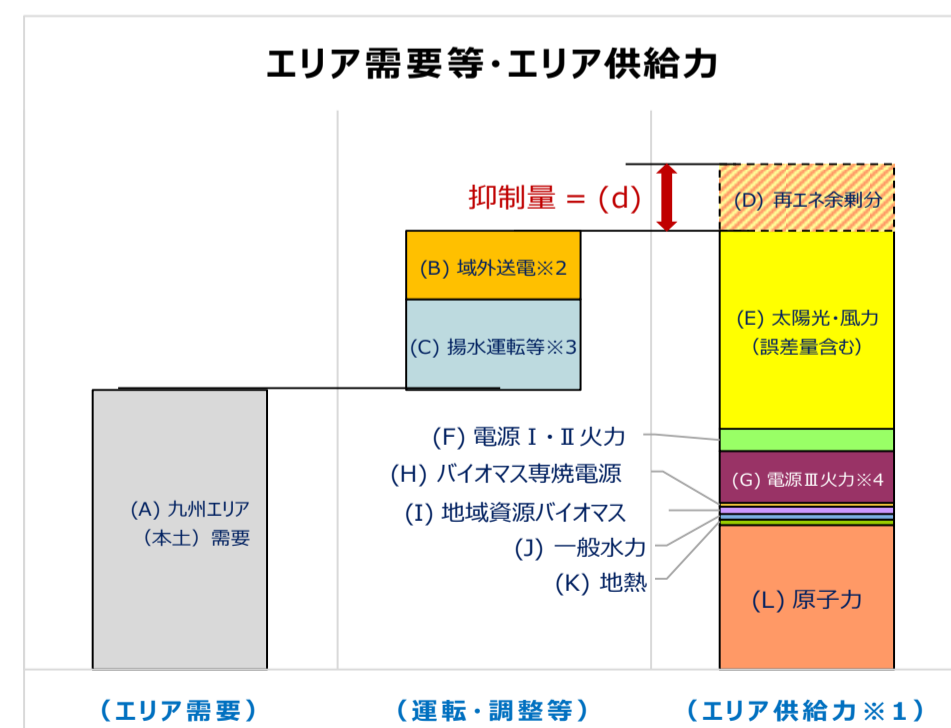 エリア需要等・エリア供給力
抑制量 = (d)
(D) 再エネ余剰分
(B) 域外送電※2
(C) 揚水運転等※3
(E) 太陽光・風力
（誤差量含む）
(F) 電源Ⅰ・Ⅱ火力
(G) 電源Ⅲ火力※4
(H) バイオマス専焼電源
(I) 地域資源バイオマス
(J) 一般水力
(K) 地熱
(A) 九州エリア
（本土）需要
(L) 原子力
（エリア需要）
（運転・調整等）
（エリア供給力※１）